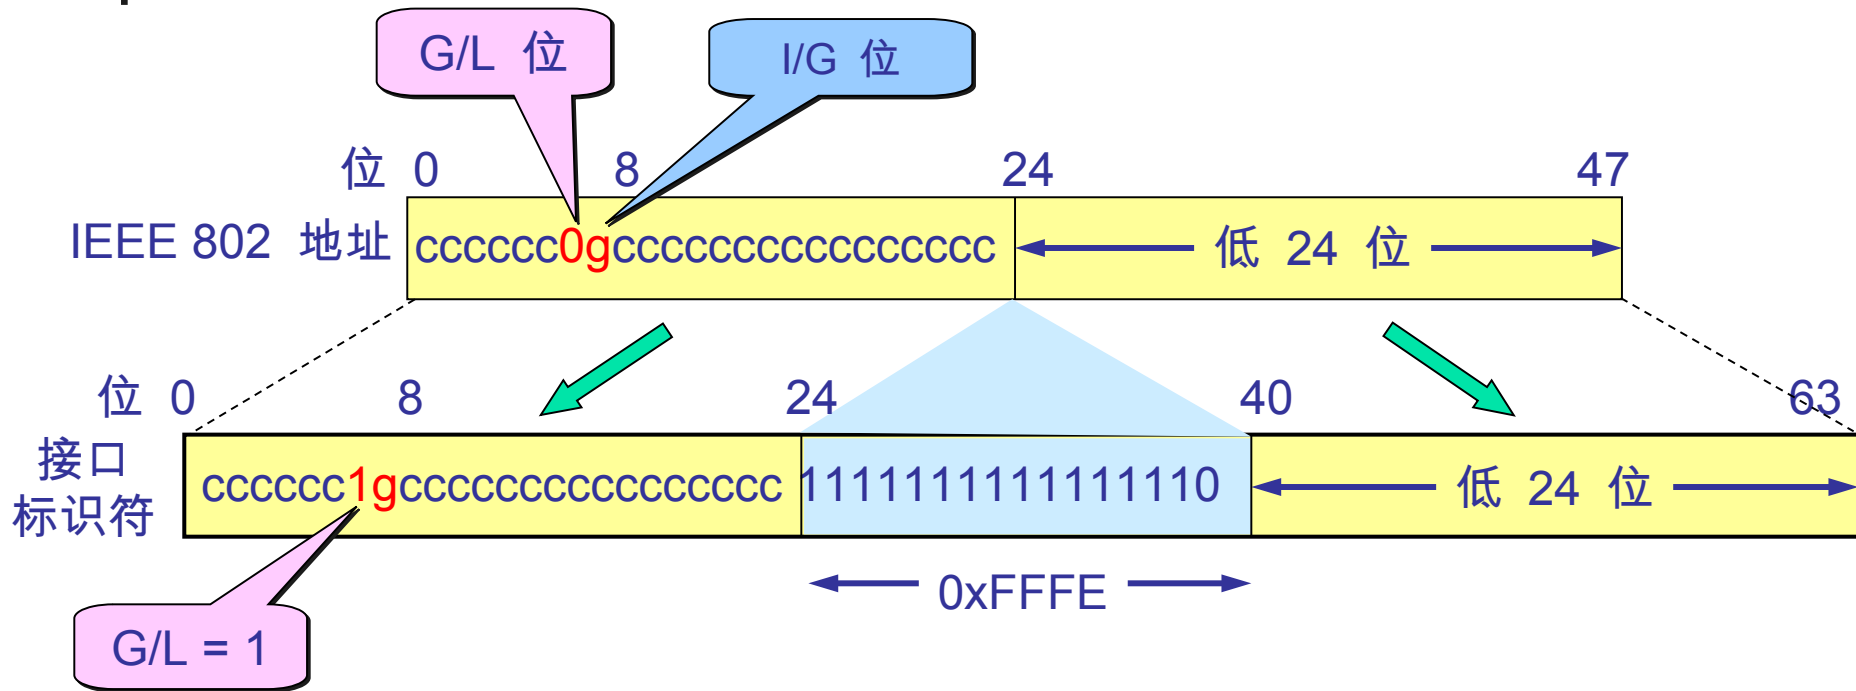 G/L 位
I/G 位
位 0 8 24 47
IEEE 802 地址 cccccc0gcccccccccccccccc 低 24 位
位 0 8 24 40 63
接口
标识符
cccccc1gcccccccccccccccc 1111111111111110 低 24 位
0xFFFE
G/L = 1